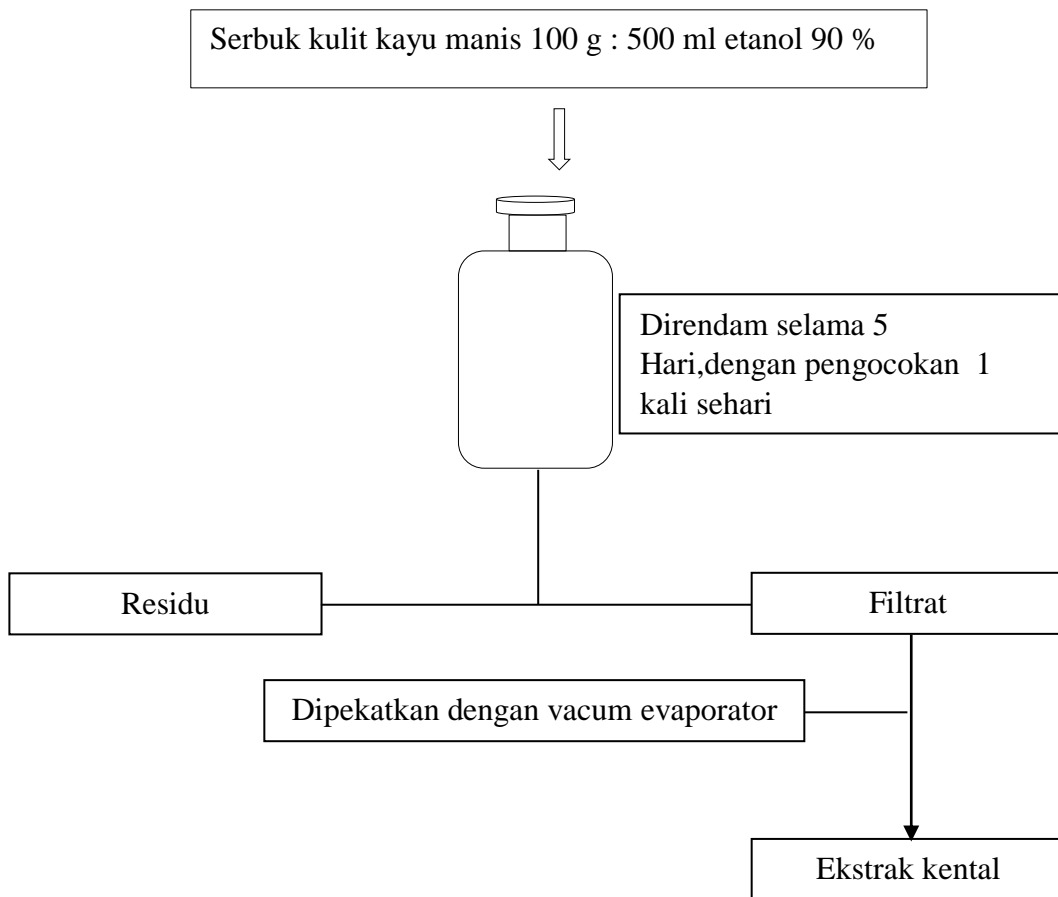 Serbuk kulit kayu manis 100 g : 500 ml etanol 90 %
Direndam selama 5
Hari,dengan pengocokan 1
kali sehari
Residu
Filtrat
Dipekatkan dengan vacum evaporator
Ekstrak kental